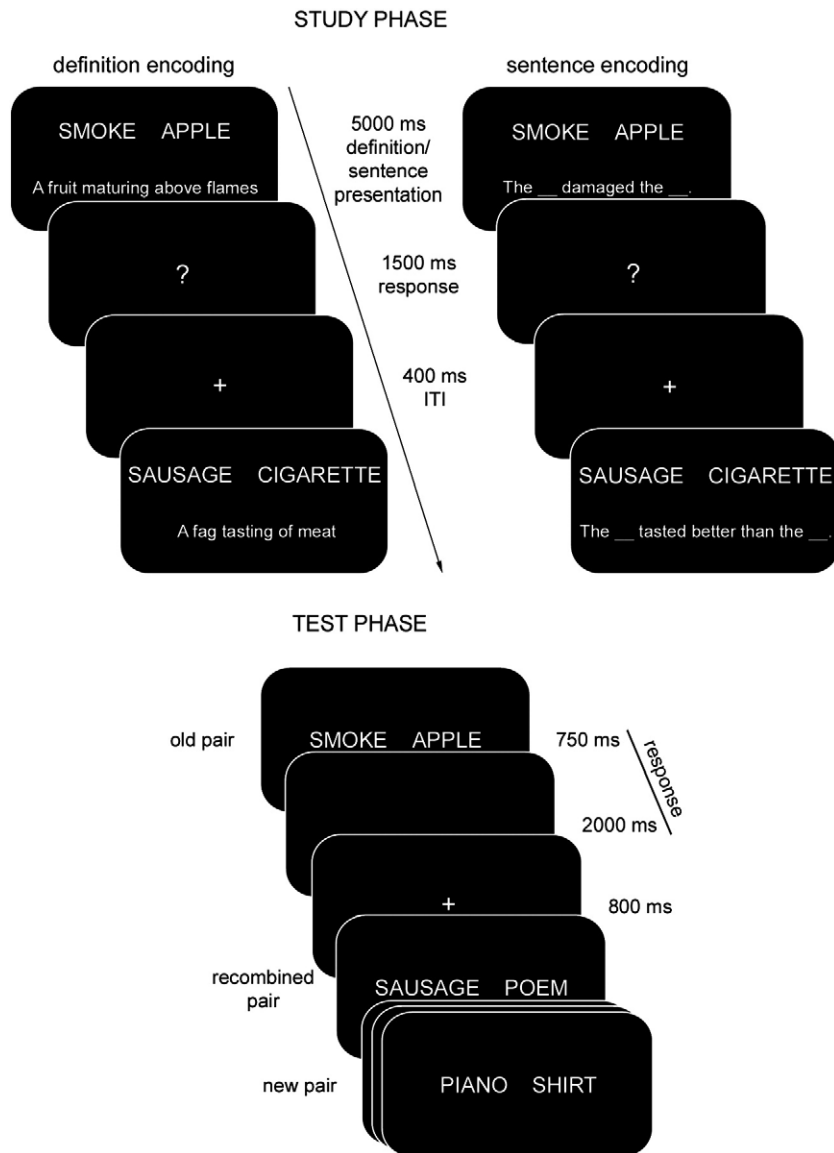 STUDY PHASE
definition encoding
sentence encoding
SMOKE APPLE
A fruit maturing above flames
5000 ms
definition/
sentence
presentation
SMOKE APPLE
The __ damaged the __.
?
1500 ms
response
?
+
400 ms
ITI
+
SAUSAGE CIGARETTE
A fag tasting of meat
SAUSAGE CIGARETTE
The __ tasted better than the __.
TEST PHASE
old pair
SMOKE APPLE
750 ms
response
2000 ms
+
800 ms
recombined
pair
SAUSAGE POEM
new pair
PIANO SHIRT